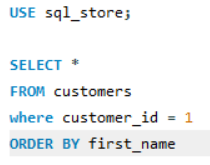 USE sql_store;
SELECT *
FROM customers
where customer_id = 1
ORDER BY first_name